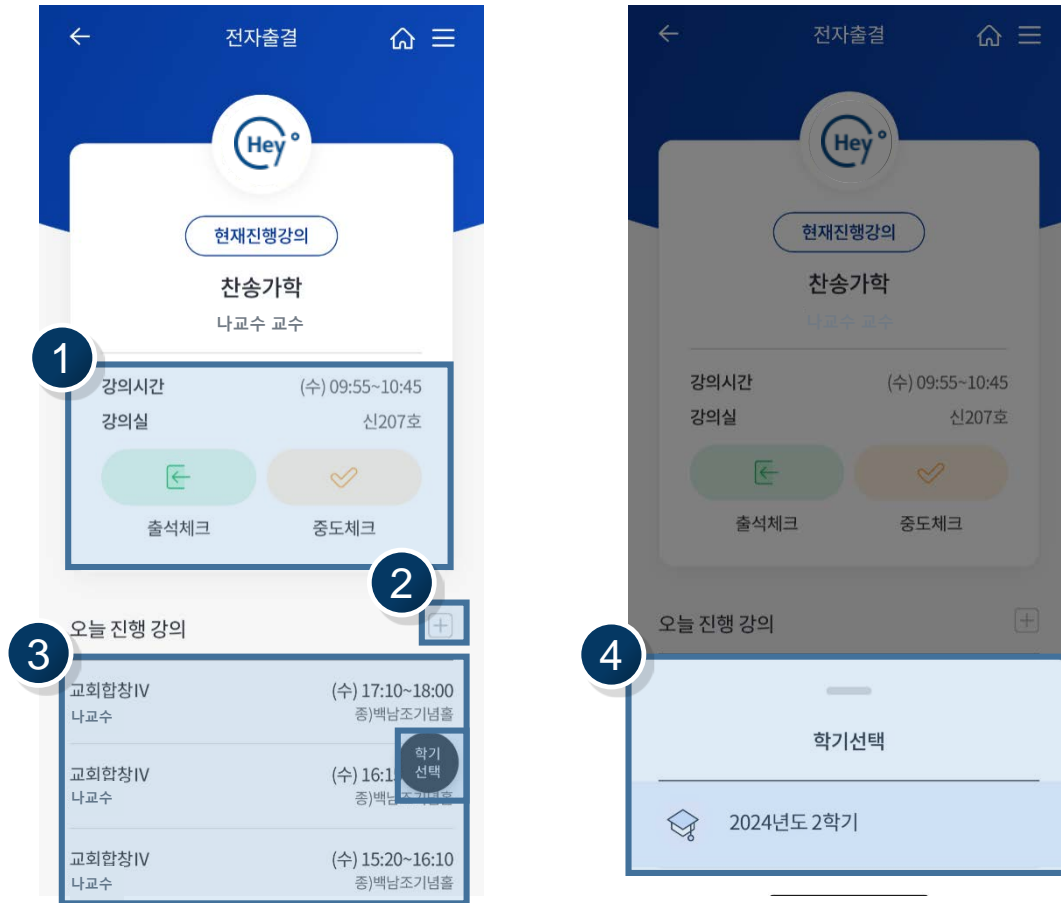 전자출결
Hey
현재진행강의
찬송가학
나교수 교수
1
강의시간 (수) 09:55~10:45
강의실 신207호
출석체크 중도체크
2
오늘 진행 강의
3
교회합창IV (수) 17:10~18:00
나교수 종)백남조기념홀
학기
선택
교회합창IV (수) 16:1
나교수 종)백남조기념홀
교회합창IV (수) 15:20~16:10
나교수 종)백남조기념홀
전자출결
Hey
현재진행강의
찬송가학
나교수 교수
강의시간 (수) 09:55~10:45
강의실 신207호
출석체크 중도체크
오늘 진행 강의
4
학기선택
2024년도 2학기